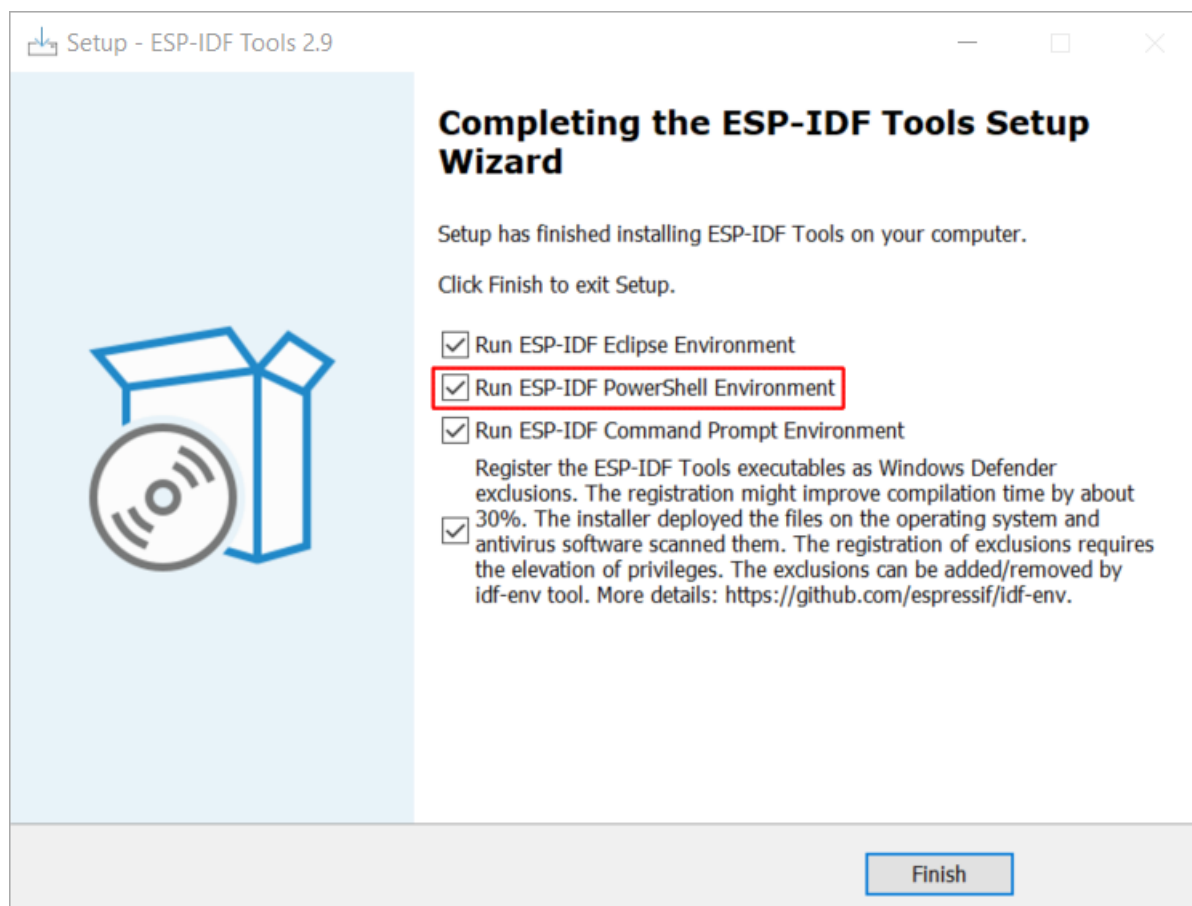 Setup - ESP-IDF Tools 2.9
Completing the ESP-IDF Tools Setup
Wizard
Setup has finished installing ESP-IDF Tools on your computer.
Click Finish to exit Setup.
Run ESP-IDF Eclipse Environment
Run ESP-IDF PowerShell Environment
Run ESP-IDF Command Prompt Environment
Register the ESP-IDF Tools executables as Windows Defender
exclusions. The registration might improve compilation time by about
30%. The installer deployed the files on the operating system and
antivirus software scanned them. The registration of exclusions requires
the elevation of privileges. The exclusions can be added/removed by
idf-env tool. More details: https://github.com/espressif/idf-env.
Finish